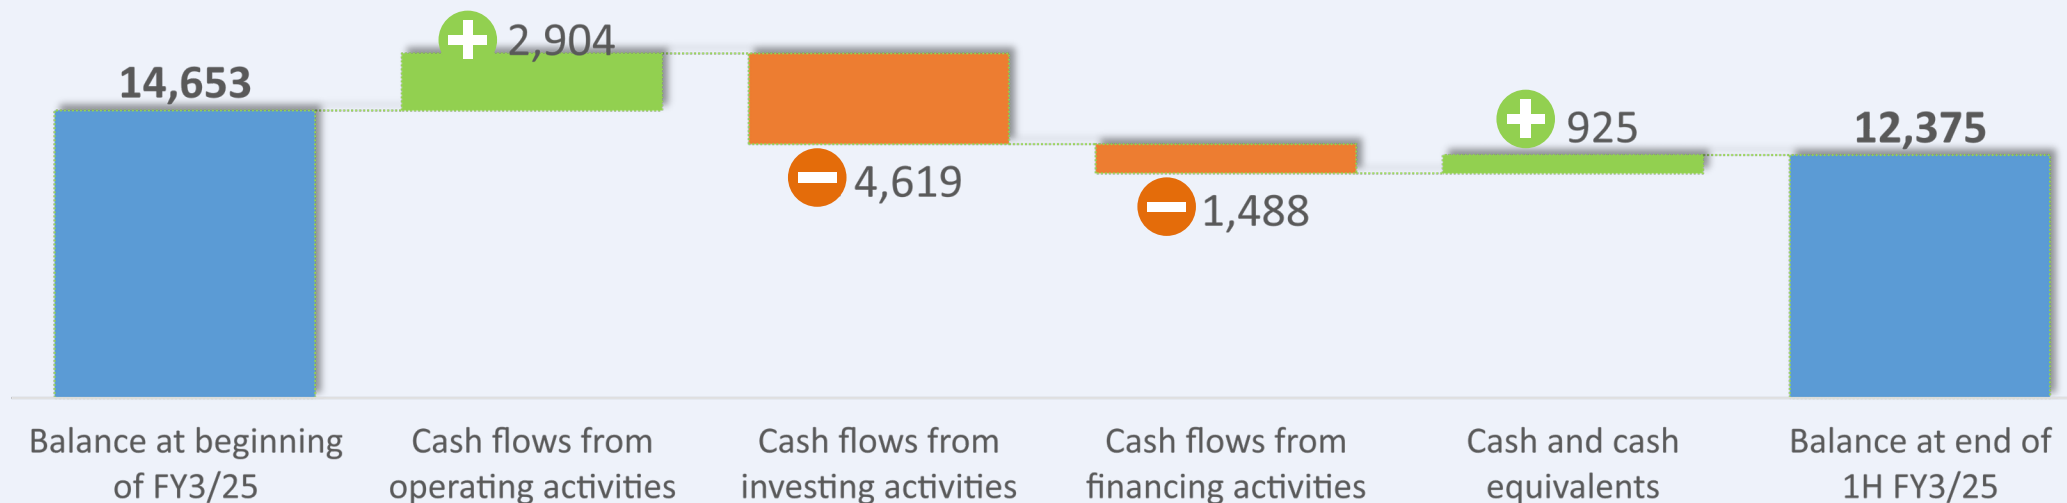 14,653
2,904
4,619
1,488
925
12,375
Balance at beginning
of FY3/25
Cash flows from
operating activities
Cash flows from
investing activities
Cash flows from
financing activities
Cash and cash
equivalents
Balance at end of
1H FY3/25